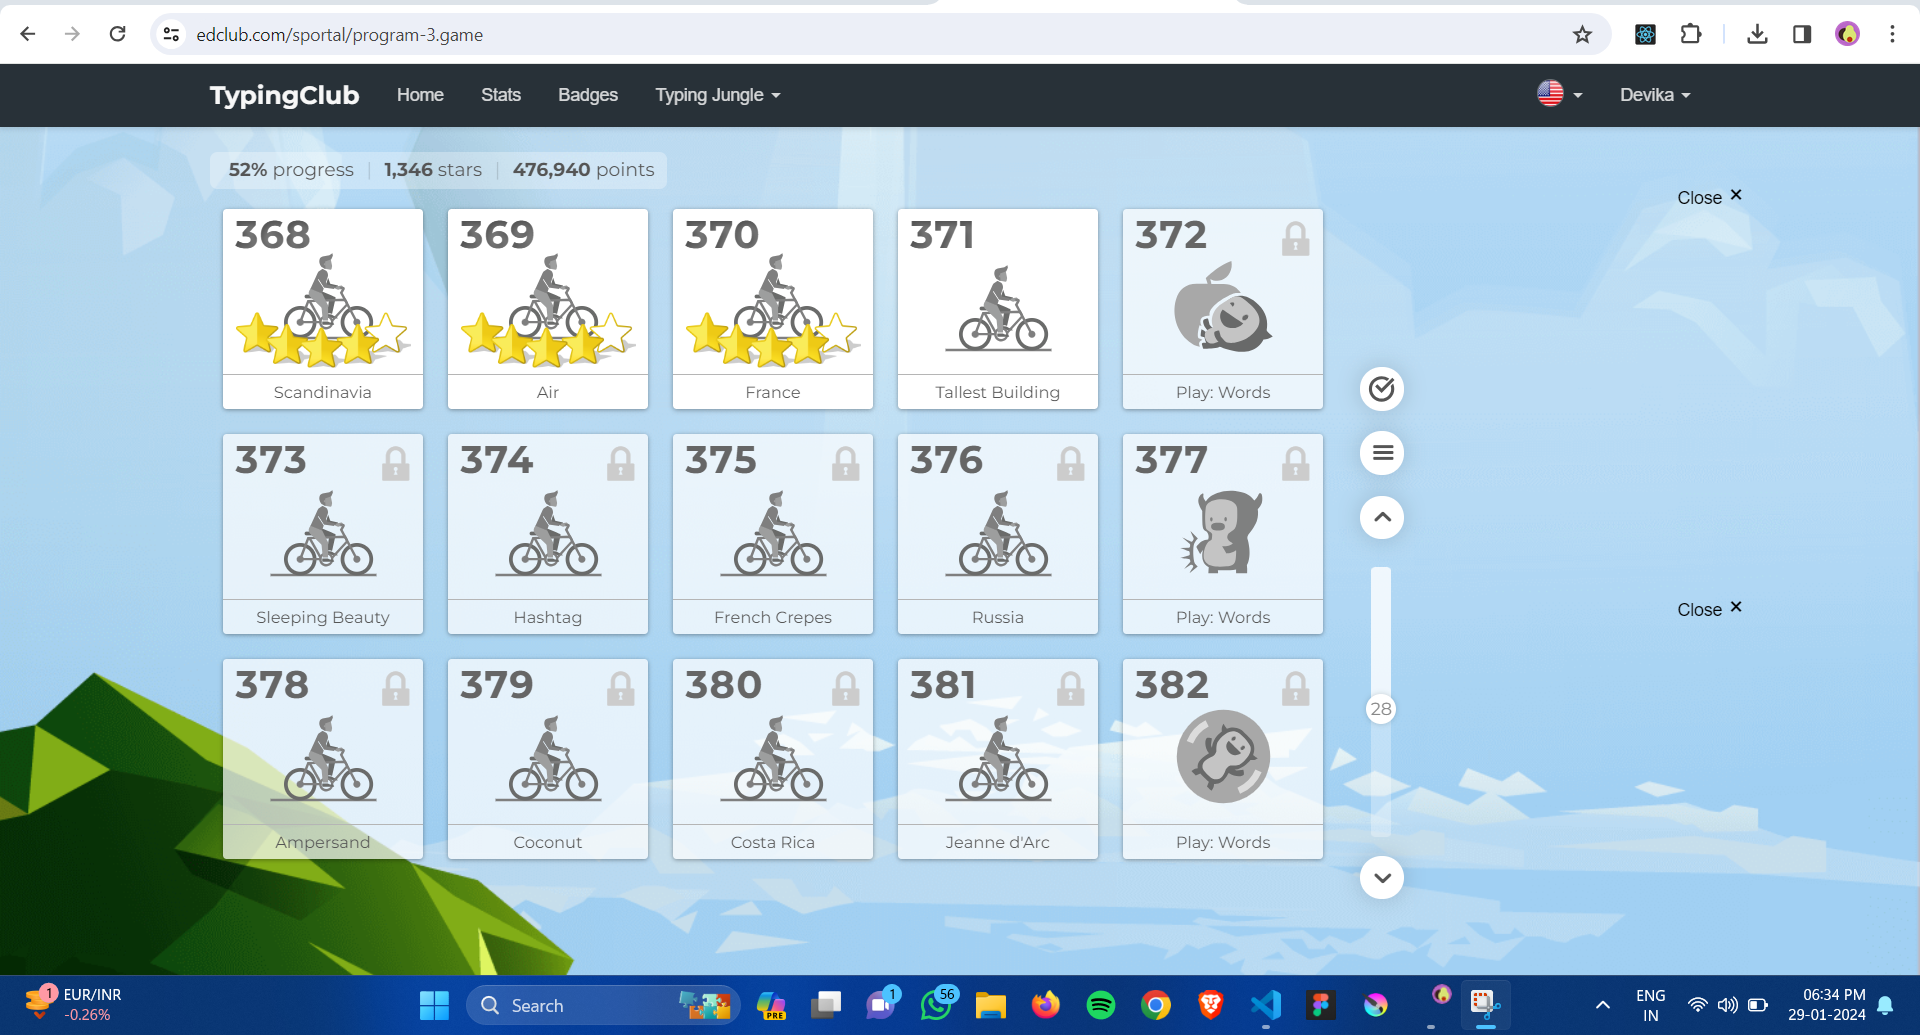 edclub.com/sportal/program-3.game
TypingClub Home Stats Badges Typing Jungle Devika
52% progress | 1,346 stars | 476,940 points
Close ×
368 369 370 371 372
Scandinavia Air France Tallest Building Play: Words
373 374 375 376 377
Close ×
Sleeping Beauty Hashtag French Crepes Russia Play: Words
378 379 380 381 382
28
Ampersand Coconut Costa Rica Jeanne d'Arc Play: Words
1 EUR/INR
-0.26%
Search
PRE
1
56
ENG
IN
06:34 PM
29-01-2024